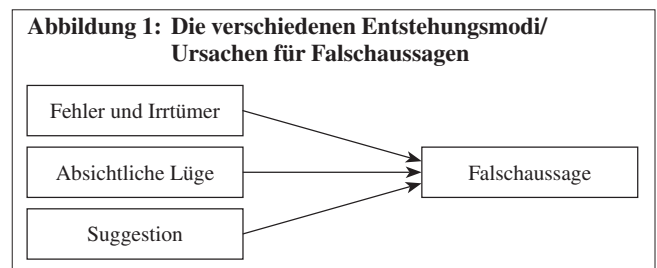 Abbildung 1: Die verschiedenen Entstehungsmodi/
Ursachen für Falschaussagen
Fehler und Irrtümer
Absichtliche Lüge
Falschaussage
Suggestion